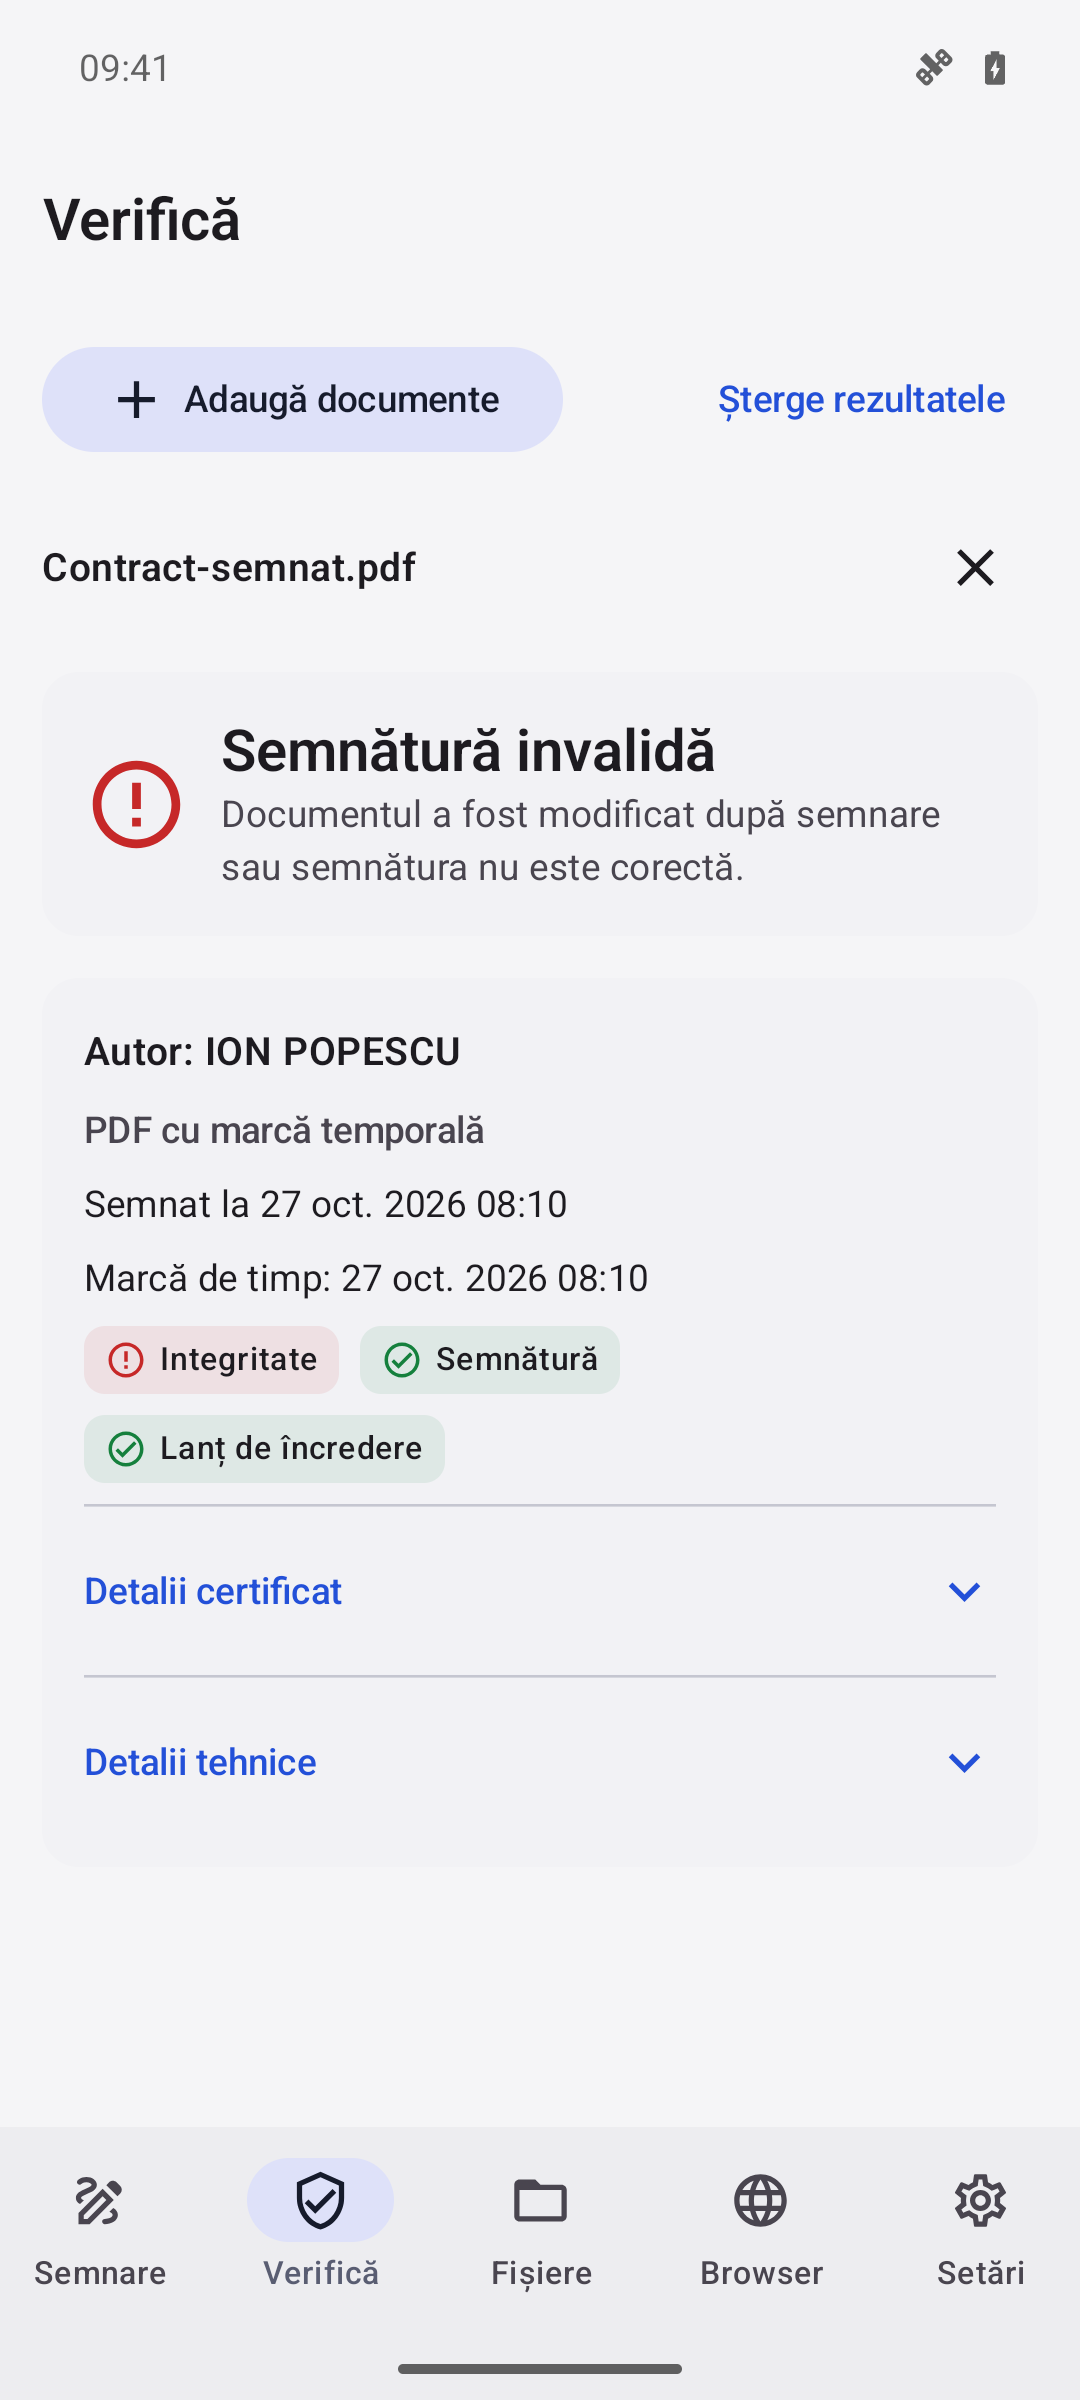 09:41
Verifică
Adaugă documente
Șterge rezultatele
Contract-semnat.pdf
Semnătură invalidă
Documentul a fost modificat după semnare
sau semnătura nu este corectă.
Autor: ION POPESCU
PDF cu marcă temporală
Semnat la 27 oct. 2026 08:10
Marcă de timp: 27 oct. 2026 08:10
Integritate
Semnătură
Lanț de încredere
Detalii certificat
Detalii tehnice
Semnare
Verifică
Fișiere
Browser
Setări